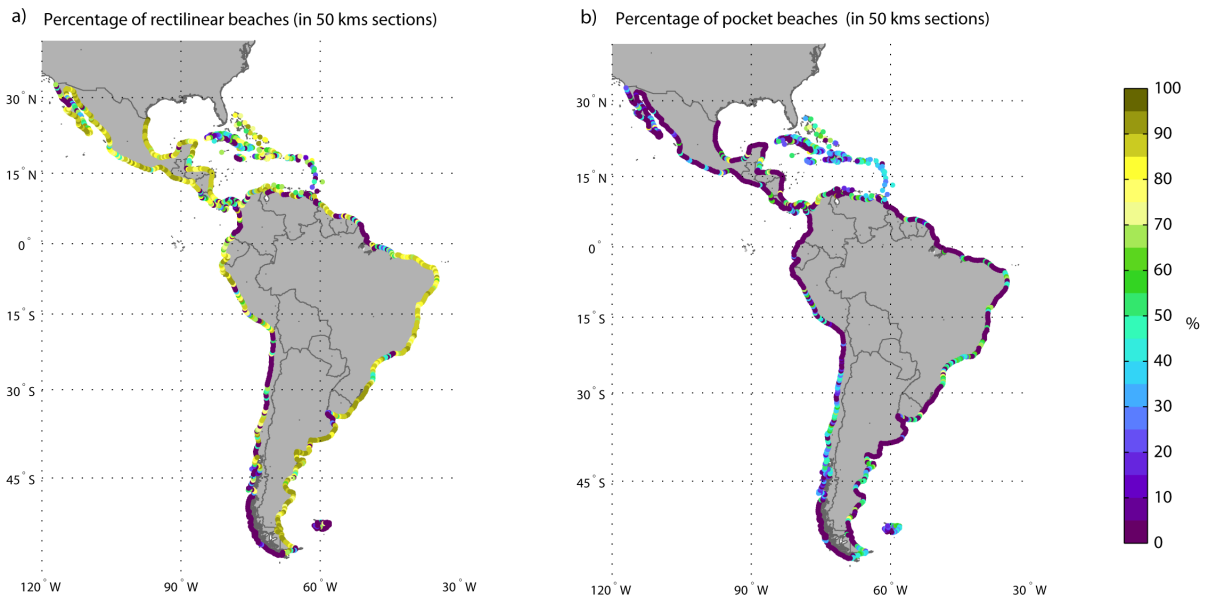 a) Percentage of rectilinear beaches (in 50 kms sections)
b) Percentage of pocket beaches (in 50 kms sections)
30° N
15° N
0°
15° S
30° S
45° S
120° W 90° W 60° W 30° W
30° N
15° N
0°
15° S
30° S
45° S
120° W 90° W 60° W 30° W
100
90
80
70
60
50
%
40
30
20
10
0